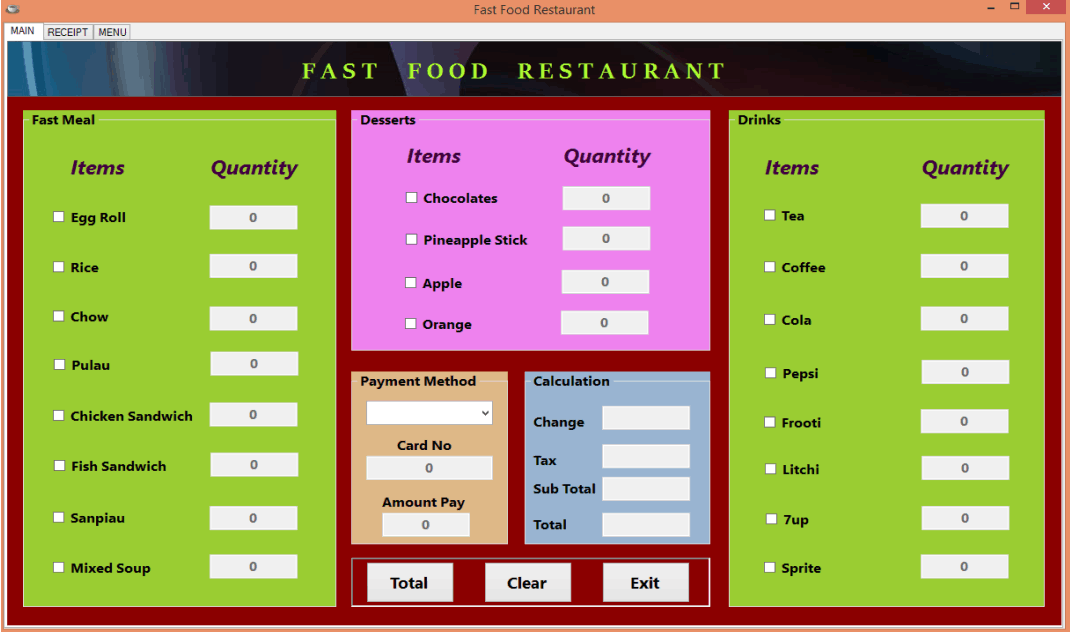 Fast Food Restaurant
MAIN RECEIPT MENU
FAST FOOD RESTAURANT
Fast Meal
Items Quantity
Egg Roll 0
Rice 0
Chow 0
Pulau 0
Chicken Sandwich 0
Fish Sandwich 0
Sanpiau 0
Mixed Soup 0
Desserts
Items Quantity
Chocolates 0
Pineapple Stick 0
Apple 0
Orange 0
Payment Method
Card No
0
Amount Pay
0
Calculation
Change
Tax
Sub Total
Total
Total Clear Exit
Drinks
Items Quantity
Tea 0
Coffee 0
Cola 0
Pepsi 0
Frooti 0
Litchi 0
7up 0
Sprite 0